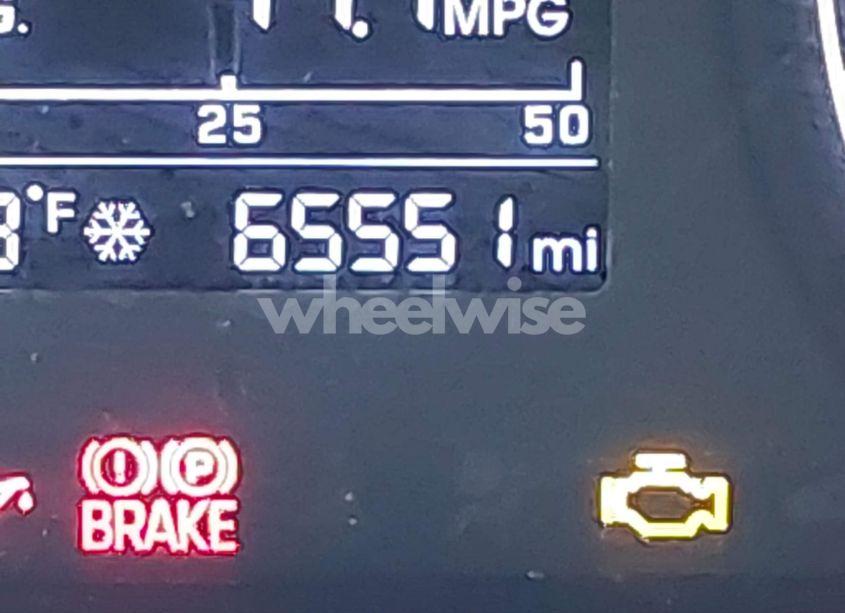 MPG
25 50
°F 65551 mi
wheelwise
P
BRAKE